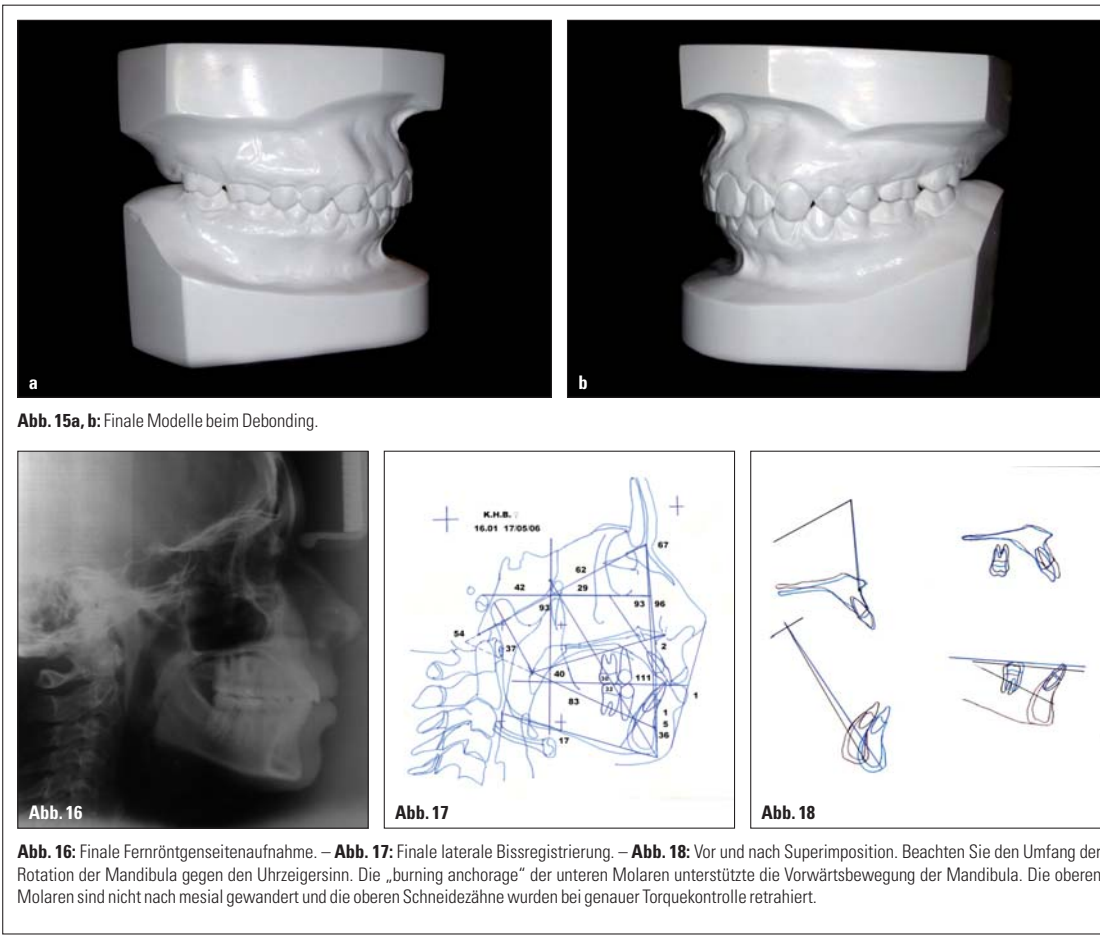 a
b
Abb. 15a, b: Finale Modelle beim Debonding.
Abb. 16
K.H.B.
16.01 17/05/06
67
62
42
29
93
93
96
54
37
2
40
30
111
33
83
1
1
5
36
17
Abb. 17
Abb. 18
Abb. 16: Finale Fernröntgenseitenaufnahme. – Abb. 17: Finale laterale Bissregistrierung. – Abb. 18: Vor und nach Superimposition. Beachten Sie den Umfang der
Rotation der Mandibula gegen den Uhrzeigersinn. Die „burning anchorage“ der unteren Molaren unterstützte die Vorwärtsbewegung der Mandibula. Die oberen
Molaren sind nicht nach mesial gewandert und die oberen Schneidezähne wurden bei genauer Torquekontrolle retrahiert.